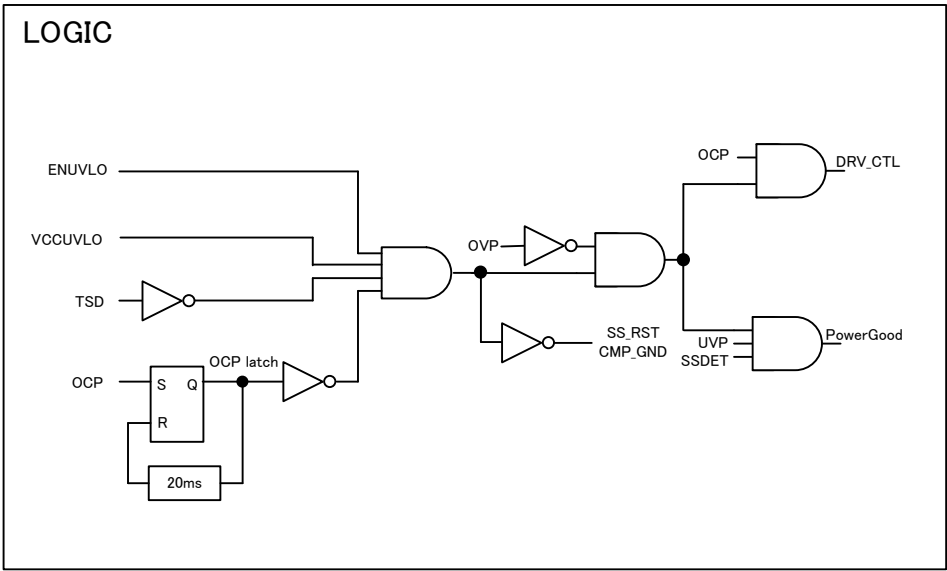 LOGIC
ENUVLO
VCCUVLO
TSD
OCP
S Q
R
20ms
OCP latch
OVP
SS_RST
CMP_GND
OCP
DRV_CTL
UVP
SSDET
PowerGood